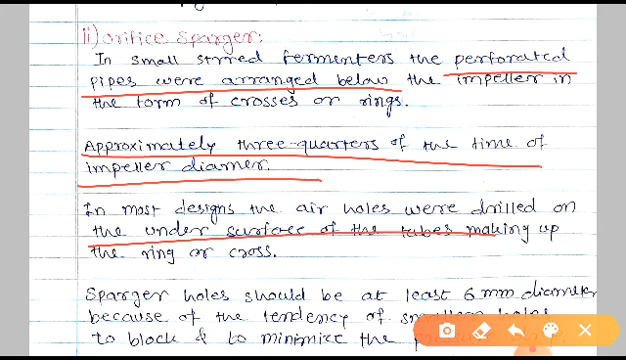 ii) orifice Sparger:
In small stirred fermenters the perforated
pipes were arranged below the impeller in
the form of crosses or rings.
Approximately three-quarters of the time of
impeller diamer.
In most designs the air holes were drilled on
the under surface of the tubes making up
the ring or cross.
Sparger holes should be at least 6 mm diameter
because of the tendency of
to block & to minimize the